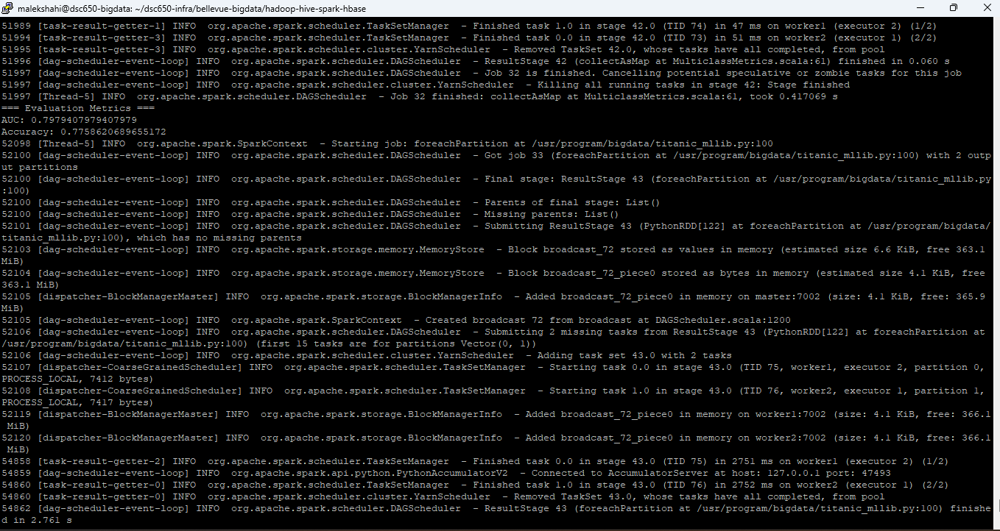 malekshahi@dsc650-bigdata: ~/dsc650-infra/bellevue-bigdata/hadoop-hive-spark-hbase
51989 [task-result-getter-1] INFO  org.apache.spark.scheduler.TaskSetManager  - Finished task 1.0 in stage 42.0 (TID 74) in 47 ms on worker1 (executor 2) (1/2)
51994 [task-result-getter-3] INFO  org.apache.spark.scheduler.TaskSetManager  - Finished task 0.0 in stage 42.0 (TID 73) in 51 ms on worker2 (executor 1) (2/2)
51995 [task-result-getter-3] INFO  org.apache.spark.scheduler.cluster.YarnScheduler  - Removed TaskSet 42.0, whose tasks have all completed, from pool
51996 [dag-scheduler-event-loop] INFO  org.apache.spark.scheduler.DAGScheduler  - ResultStage 42 (collectAsMap at MulticlassMetrics.scala:61) finished in 0.060 s
51997 [dag-scheduler-event-loop] INFO  org.apache.spark.scheduler.DAGScheduler  - Job 32 is finished. Cancelling potential speculative or zombie tasks for this job
51997 [dag-scheduler-event-loop] INFO  org.apache.spark.scheduler.cluster.YarnScheduler  - Killing all running tasks in stage 42: Stage finished
51997 [Thread-5] INFO  org.apache.spark.scheduler.DAGScheduler  - Job 32 finished: collectAsMap at MulticlassMetrics.scala:61, took 0.417069 s
=== Evaluation Metrics ===
AUC: 0.7979407979407979
Accuracy: 0.7758620689655172
52098 [Thread-5] INFO  org.apache.spark.SparkContext  - Starting job: foreachPartition at /usr/program/bigdata/titanic_mllib.py:100
52100 [dag-scheduler-event-loop] INFO  org.apache.spark.scheduler.DAGScheduler  - Got job 33 (foreachPartition at /usr/program/bigdata/titanic_mllib.py:100) with 2 outp
ut partitions
52100 [dag-scheduler-event-loop] INFO  org.apache.spark.scheduler.DAGScheduler  - Final stage: ResultStage 43 (foreachPartition at /usr/program/bigdata/titanic_mllib.py
:100)
52100 [dag-scheduler-event-loop] INFO  org.apache.spark.scheduler.DAGScheduler  - Parents of final stage: List()
52100 [dag-scheduler-event-loop] INFO  org.apache.spark.scheduler.DAGScheduler  - Missing parents: List()
52101 [dag-scheduler-event-loop] INFO  org.apache.spark.scheduler.DAGScheduler  - Submitting ResultStage 43 (PythonRDD[122] at foreachPartition at /usr/program/bigdata/
titanic_mllib.py:100), which has no missing parents
52103 [dag-scheduler-event-loop] INFO  org.apache.spark.storage.memory.MemoryStore  - Block broadcast_72 stored as values in memory (estimated size 6.6 KiB, free 363.1
MiB)
52104 [dag-scheduler-event-loop] INFO  org.apache.spark.storage.memory.MemoryStore  - Block broadcast_72_piece0 stored as bytes in memory (estimated size 4.1 KiB, free
363.1 MiB)
52105 [dispatcher-BlockManagerMaster] INFO  org.apache.spark.storage.BlockManagerInfo  - Added broadcast_72_piece0 in memory on master:7002 (size: 4.1 KiB, free: 365.9
MiB)
52105 [dag-scheduler-event-loop] INFO  org.apache.spark.SparkContext  - Created broadcast 72 from broadcast at DAGScheduler.scala:1200
52106 [dag-scheduler-event-loop] INFO  org.apache.spark.scheduler.DAGScheduler  - Submitting 2 missing tasks from ResultStage 43 (PythonRDD[122] at foreachPartition at
/usr/program/bigdata/titanic_mllib.py:100) (first 15 tasks are for partitions Vector(0, 1))
52106 [dag-scheduler-event-loop] INFO  org.apache.spark.scheduler.cluster.YarnScheduler  - Adding task set 43.0 with 2 tasks
52107 [dispatcher-CoarseGrainedScheduler] INFO  org.apache.spark.scheduler.TaskSetManager  - Starting task 0.0 in stage 43.0 (TID 75, worker1, executor 2, partition 0,
PROCESS_LOCAL, 7412 bytes)
52108 [dispatcher-CoarseGrainedScheduler] INFO  org.apache.spark.scheduler.TaskSetManager  - Starting task 1.0 in stage 43.0 (TID 76, worker2, executor 1, partition 1,
PROCESS_LOCAL, 7417 bytes)
52119 [dispatcher-BlockManagerMaster] INFO  org.apache.spark.storage.BlockManagerInfo  - Added broadcast_72_piece0 in memory on worker1:7002 (size: 4.1 KiB, free: 366.1
 MiB)
52120 [dispatcher-BlockManagerMaster] INFO  org.apache.spark.storage.BlockManagerInfo  - Added broadcast_72_piece0 in memory on worker2:7002 (size: 4.1 KiB, free: 366.1
 MiB)
54858 [task-result-getter-2] INFO  org.apache.spark.scheduler.TaskSetManager  - Finished task 0.0 in stage 43.0 (TID 75) in 2751 ms on worker1 (executor 2) (1/2)
54859 [dag-scheduler-event-loop] INFO  org.apache.spark.api.python.PythonAccumulatorV2  - Connected to AccumulatorServer at host: 127.0.0.1 port: 47493
54860 [task-result-getter-0] INFO  org.apache.spark.scheduler.TaskSetManager  - Finished task 1.0 in stage 43.0 (TID 76) in 2752 ms on worker2 (executor 1) (2/2)
54860 [task-result-getter-0] INFO  org.apache.spark.scheduler.cluster.YarnScheduler  - Removed TaskSet 43.0, whose tasks have all completed, from pool
54862 [dag-scheduler-event-loop] INFO  org.apache.spark.scheduler.DAGScheduler  - ResultStage 43 (foreachPartition at /usr/program/bigdata/titanic_mllib.py:100) finishe
d in 2.761 s